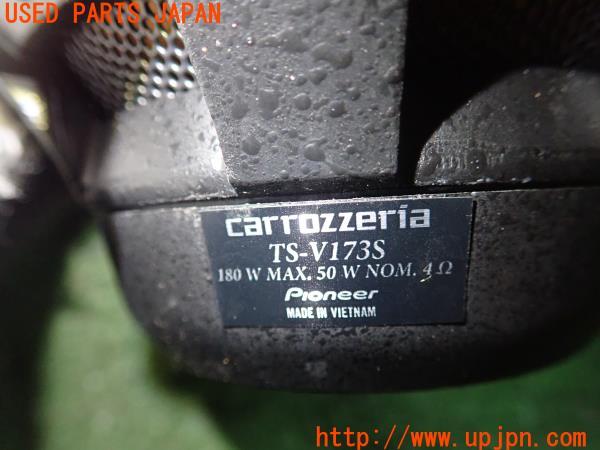 USED PARTS JAPAN
carrozzeria
TS-V173S
180 W MAX. 50 W NOM. 4 Ω
Pioneer
MADE IN VIETNAM
http://www.upjpn.com